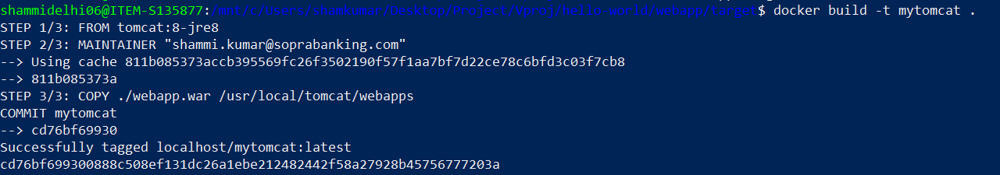 shammidelhi06@ITEM-S135877:/mnt/c/Users/shamkumar/Desktop/Project/Vproj/hello-world/webapp/target$ docker build -t mytomcat .
STEP 1/3: FROM tomcat:8-jre8
STEP 2/3: MAINTAINER "shammi.kumar@soprabanking.com"
--> Using cache 811b085373accb395569fc26f3502190f57f1aa7bf7d22ce78c6bfd3c03f7cb8
--> 811b085373a
STEP 3/3: COPY ./webapp.war /usr/local/tomcat/webapps
COMMIT mytomcat
--> cd76bf69930
Successfully tagged localhost/mytomcat:latest
cd76bf699300888c508ef131dc26a1ebe212482442f58a27928b45756777203a